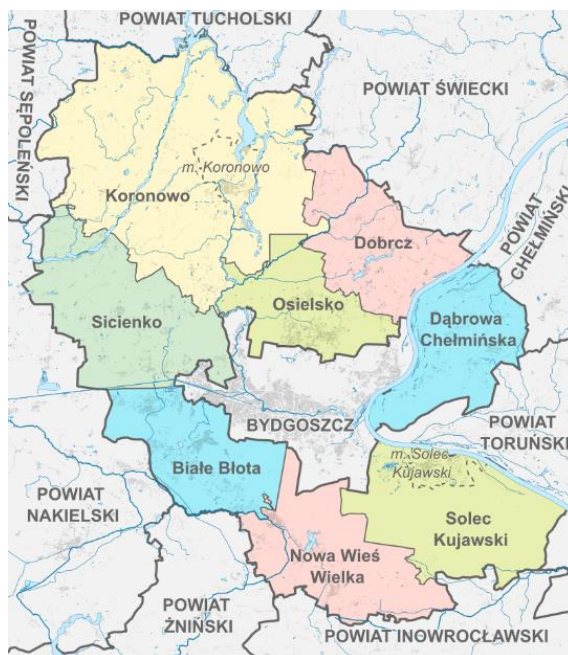 POWIAT TUCHOLSKI
POWIAT
SĘPOLEŃSKI
POWIAT ŚWIECKI
m. Koronowo
Koronowo
Dobrcz
POWIAT
CHEŁMIŃSKI
Osielsko
Sicienko
Dąbrowa
Chełmińska
BYDGOSZCZ
POWIAT
TORUŃSKI
m. Solec
Kujawski
Białe Błota
POWIAT
NAKIELSKI
Solec
Kujawski
Nowa Wieś
Wielka
POWIAT
ŻNIŃSKI
POWIAT INOWROCŁAWSKI